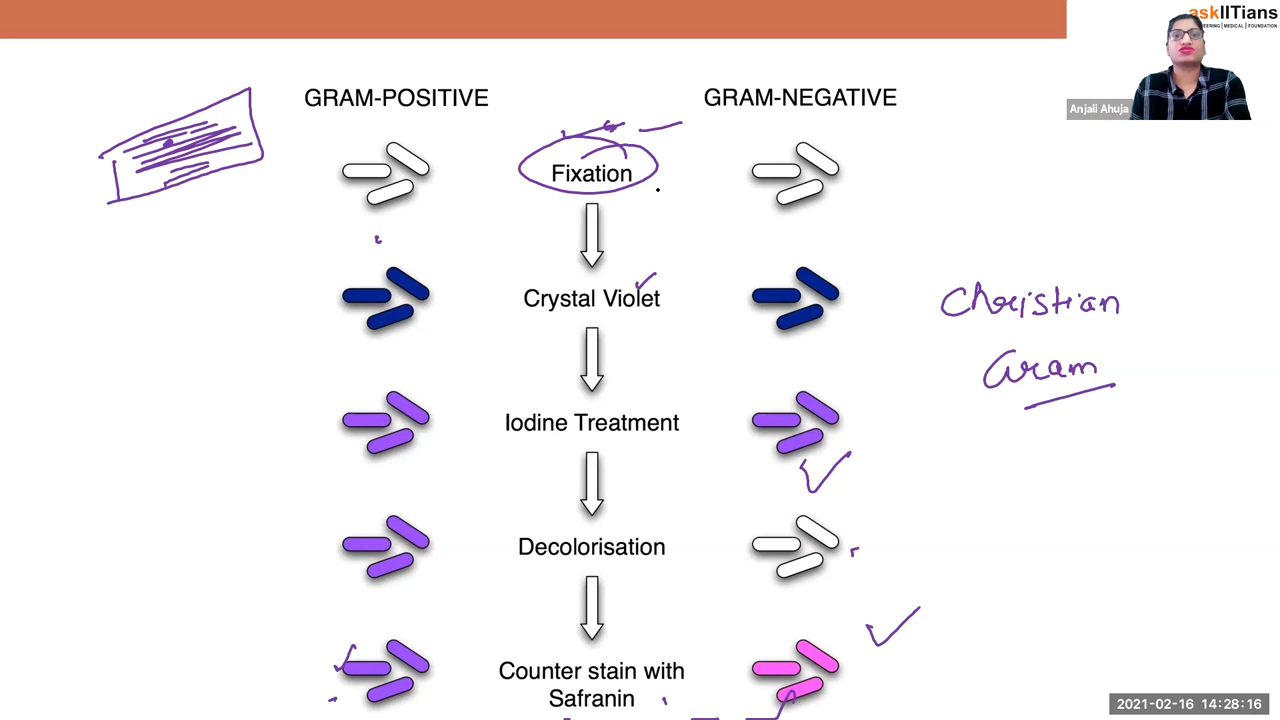 askIITians
ENGINEERING | MEDICAL | FOUNDATION
Anjali Ahuja
GRAM-POSITIVE
GRAM-NEGATIVE
Fixation
Crystal Violet
Christian
Gram
Iodine Treatment
Decolorisation
Counter stain with
Safranin
2021-02-16 14:28:16